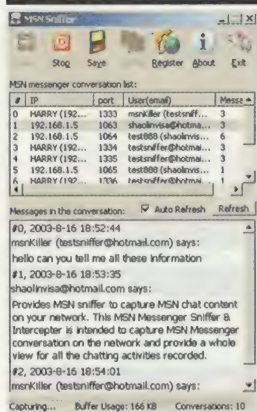 MSN Sniffer
Stop Save Register About Exit
MSN messenger conversation list:
# IP port User(email) Messa
0 HARRY (192... 1333 msnkiller (testsniff... 3
1 192.168.1.5 1063 shaolinvisa@hotma... 3
2 192.168.1.5 1064 test888 (shaolinvis... 6
3 HARRY (192... 1334 testsniffer@hotmai... 3
4 HARRY (192... 1335 testsniffer@hotmai... 3
5 192.168.1.5 1065 test888 (shaolinvis... 1
6 HARRY (192... 1336 testsniffer@hotmai... 1
Messages in the conversation: Auto Refresh Refresh
#0, 2003-8-16 18:52:44
msnKiller (testsniffer@hotmail.com) says:
hello can you tell me all these information
#1, 2003-8-16 18:53:35
shaolinvisa@hotmail.com says:
Provides MSN sniffer to capture MSN chat content
on your network. This MSN Messenger Sniffer &
Intercepter is intended to capture MSN Messenger
conversation on the network and provide a whole
view for all the chatting activities recorded.
#2, 2003-8-16 18:54:01
msnKiller (testsniffer@hotmail.com) says:
Capturing... Buffer Usage: 166 KB Conversations: 10